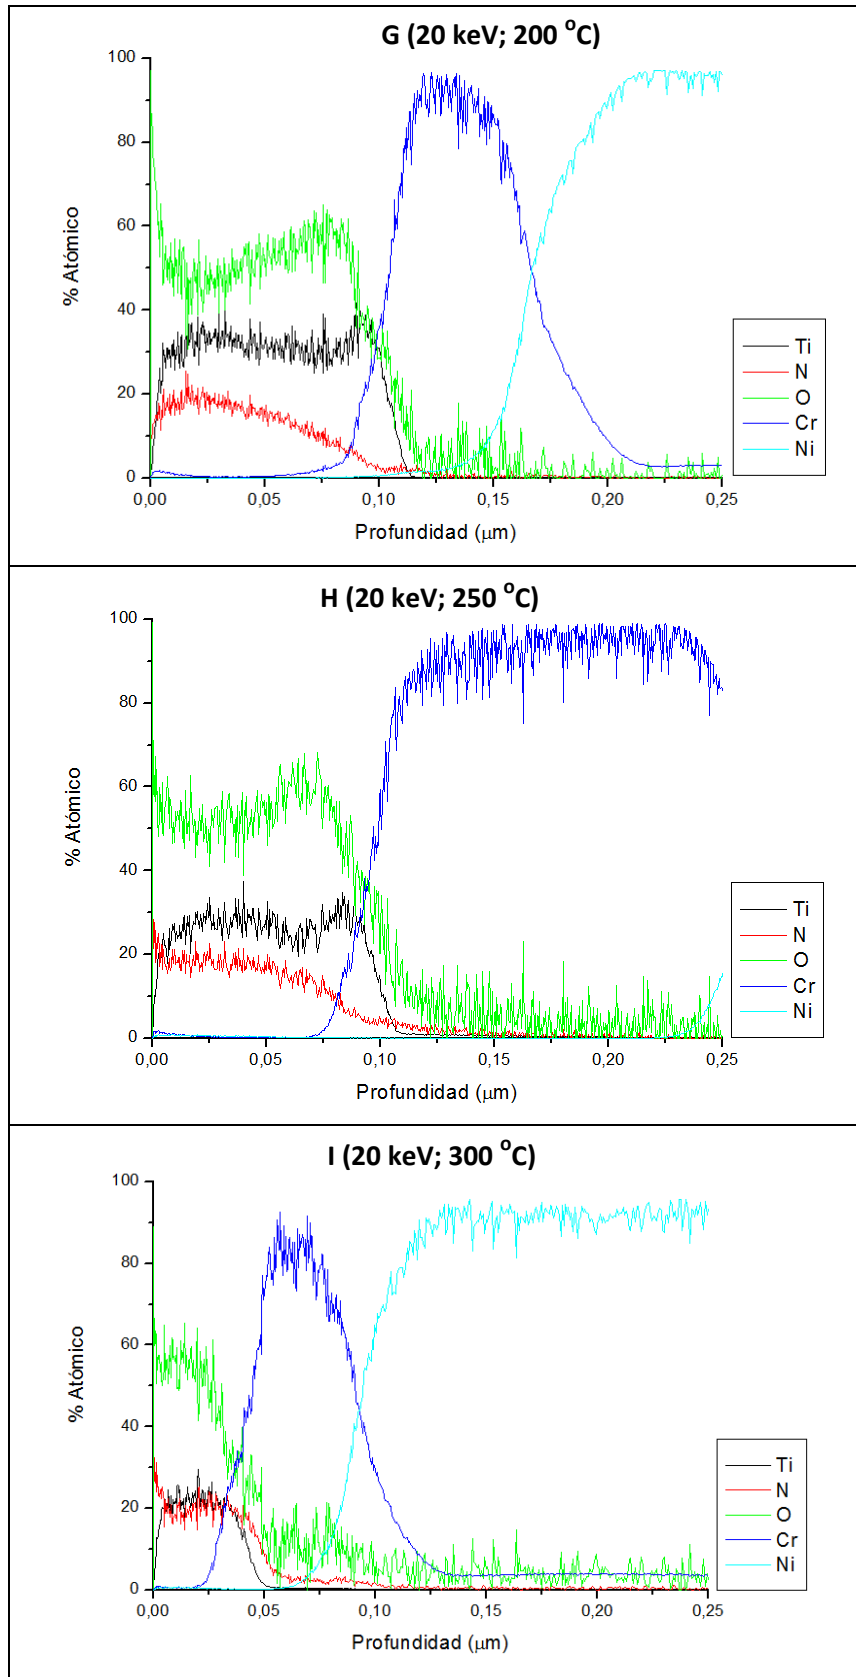 G (20 keV; 200 °C)
100
80
60
40
20
0
% Atómico
0,00 0,05 0,10 0,15 0,20 0,25
Profundidad (μm)
Ti
N
O
Cr
Ni
H (20 keV; 250 °C)
100
80
60
40
20
0
% Atómico
0,00 0,05 0,10 0,15 0,20 0,25
Profundidad (μm)
Ti
N
O
Cr
Ni
I (20 keV; 300 °C)
100
80
60
40
20
0
% Atómico
0,00 0,05 0,10 0,15 0,20 0,25
Profundidad (μm)
Ti
N
O
Cr
Ni